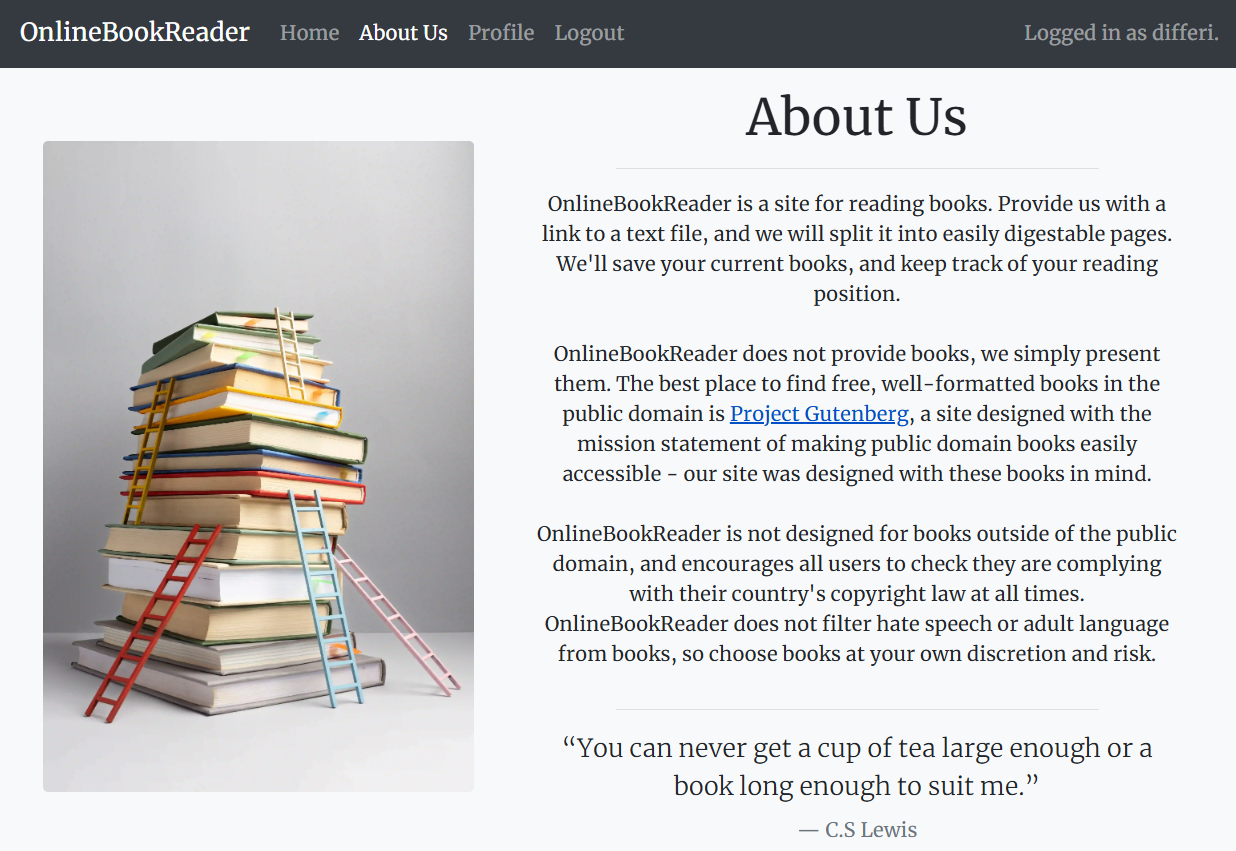 OnlineBookReader Home About Us Profile Logout Logged in as differi.
About Us
OnlineBookReader is a site for reading books. Provide us with a
link to a text file, and we will split it into easily digestable pages.
We'll save your current books, and keep track of your reading
position.
OnlineBookReader does not provide books, we simply present
them. The best place to find free, well-formatted books in the
public domain is Project Gutenberg, a site designed with the
mission statement of making public domain books easily
accessible - our site was designed with these books in mind.
OnlineBookReader is not designed for books outside of the public
domain, and encourages all users to check they are complying
with their country's copyright law at all times.
OnlineBookReader does not filter hate speech or adult language
from books, so choose books at your own discretion and risk.
“You can never get a cup of tea large enough or a
book long enough to suit me.”
— C.S Lewis